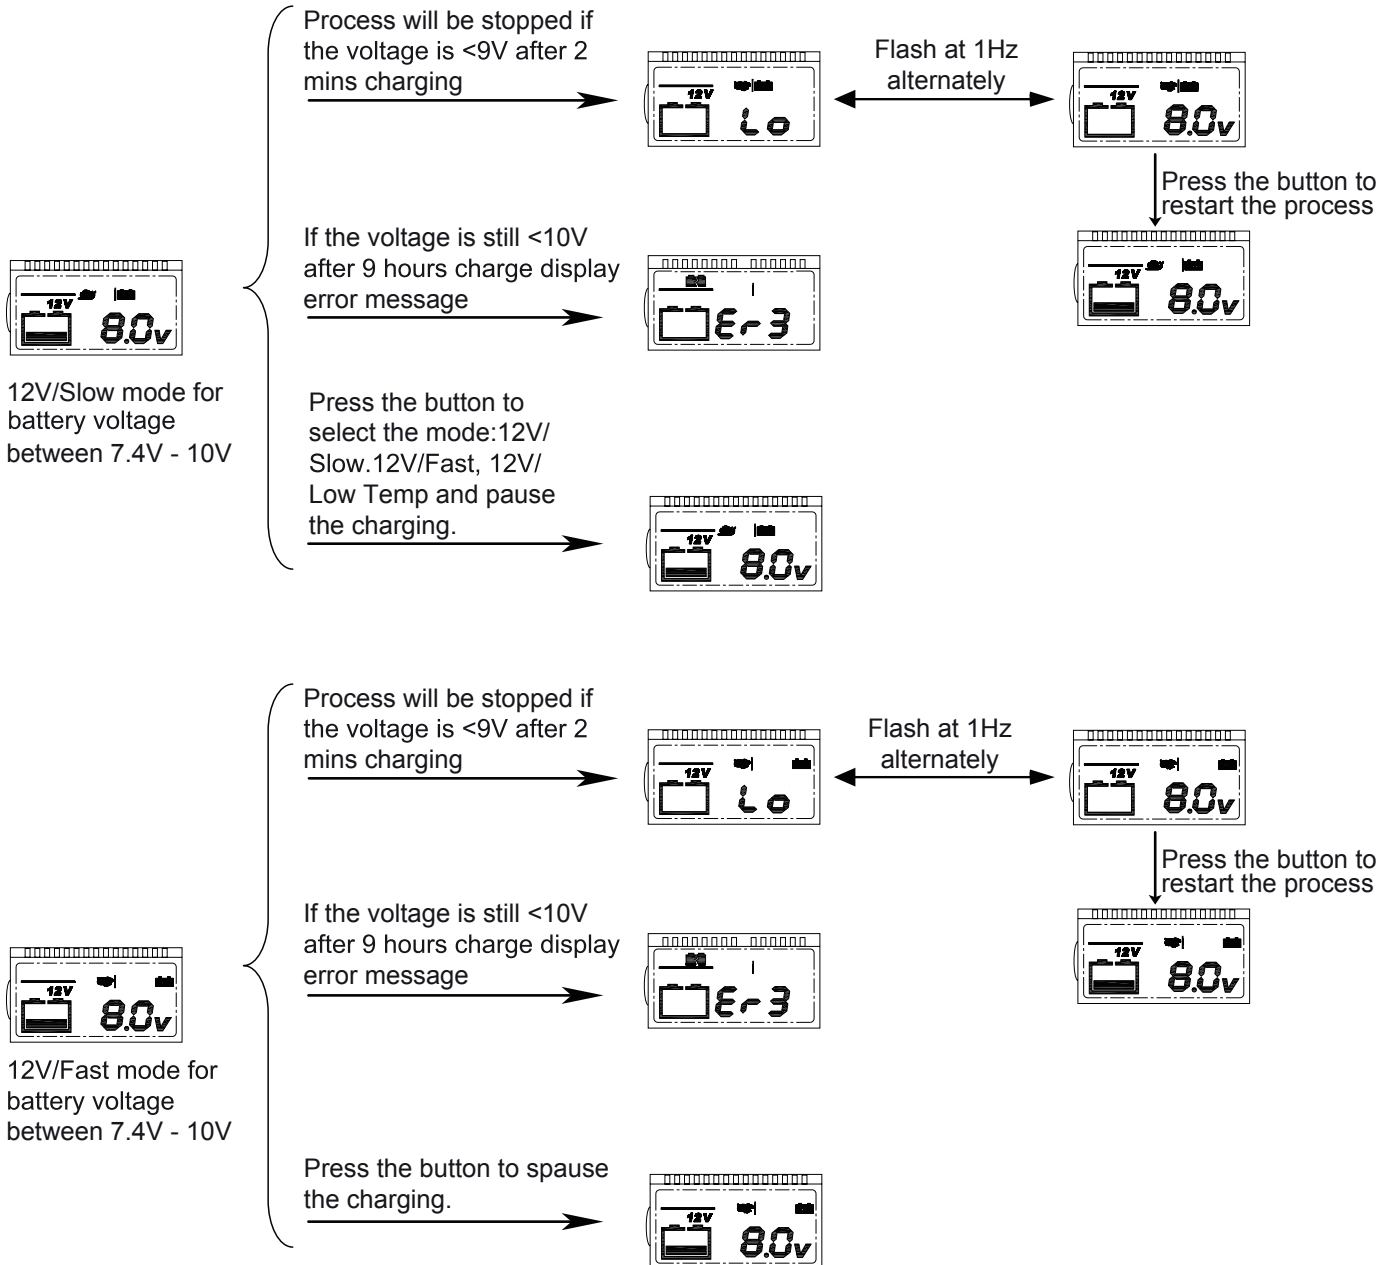 Process will be stopped if
the voltage is <9V after 2
mins charging
12V
Lo
Flash at 1Hz
alternately
12V
8.0v
Press the button to
restart the process
12V
8.0v
12V
8.0v
12V/Slow mode for
battery voltage
between 7.4V - 10V
If the voltage is still <10V
after 9 hours charge display
error message
Er3
Press the button to
select the mode:12V/
Slow.12V/Fast, 12V/
Low Temp and pause
the charging.
12V
8.0v
Process will be stopped if
the voltage is <9V after 2
mins charging
12V
Lo
Flash at 1Hz
alternately
12V
8.0v
Press the button to
restart the process
12V
8.0v
12V
8.0v
12V/Fast mode for
battery voltage
between 7.4V - 10V
If the voltage is still <10V
after 9 hours charge display
error message
Er3
Press the button to spause
the charging.
12V
8.0v